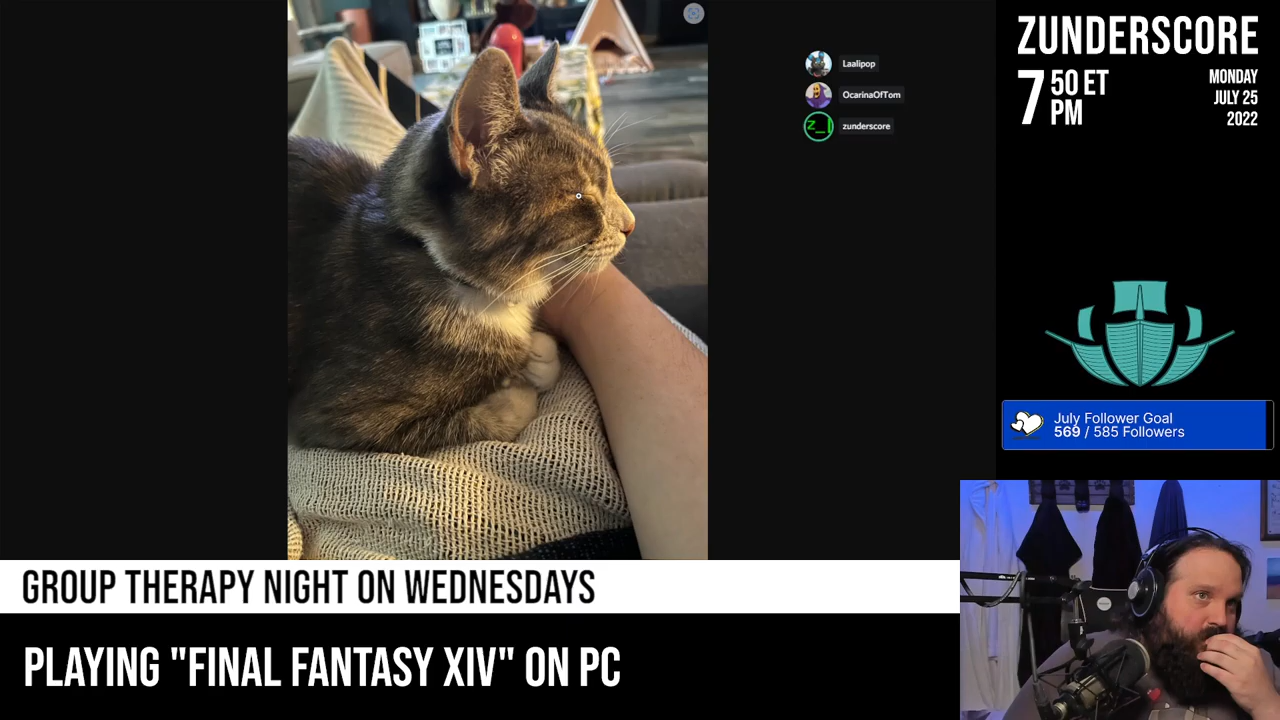 Laalipop
OcarinaOfTom
z_
zunderscore
ZUNDERSCORE
7 50 ET
PM
MONDAY
JULY 25
2022
July Follower Goal
569 / 585 Followers
GROUP THERAPY NIGHT ON WEDNESDAYS
PLAYING "FINAL FANTASY XIV" ON PC